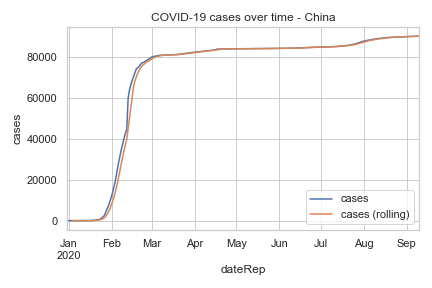 COVID-19 cases over time - China
80000
60000
40000
20000
0
cases
Jan Feb Mar Apr May Jun Jul Aug Sep
2020
dateRep
cases
cases (rolling)